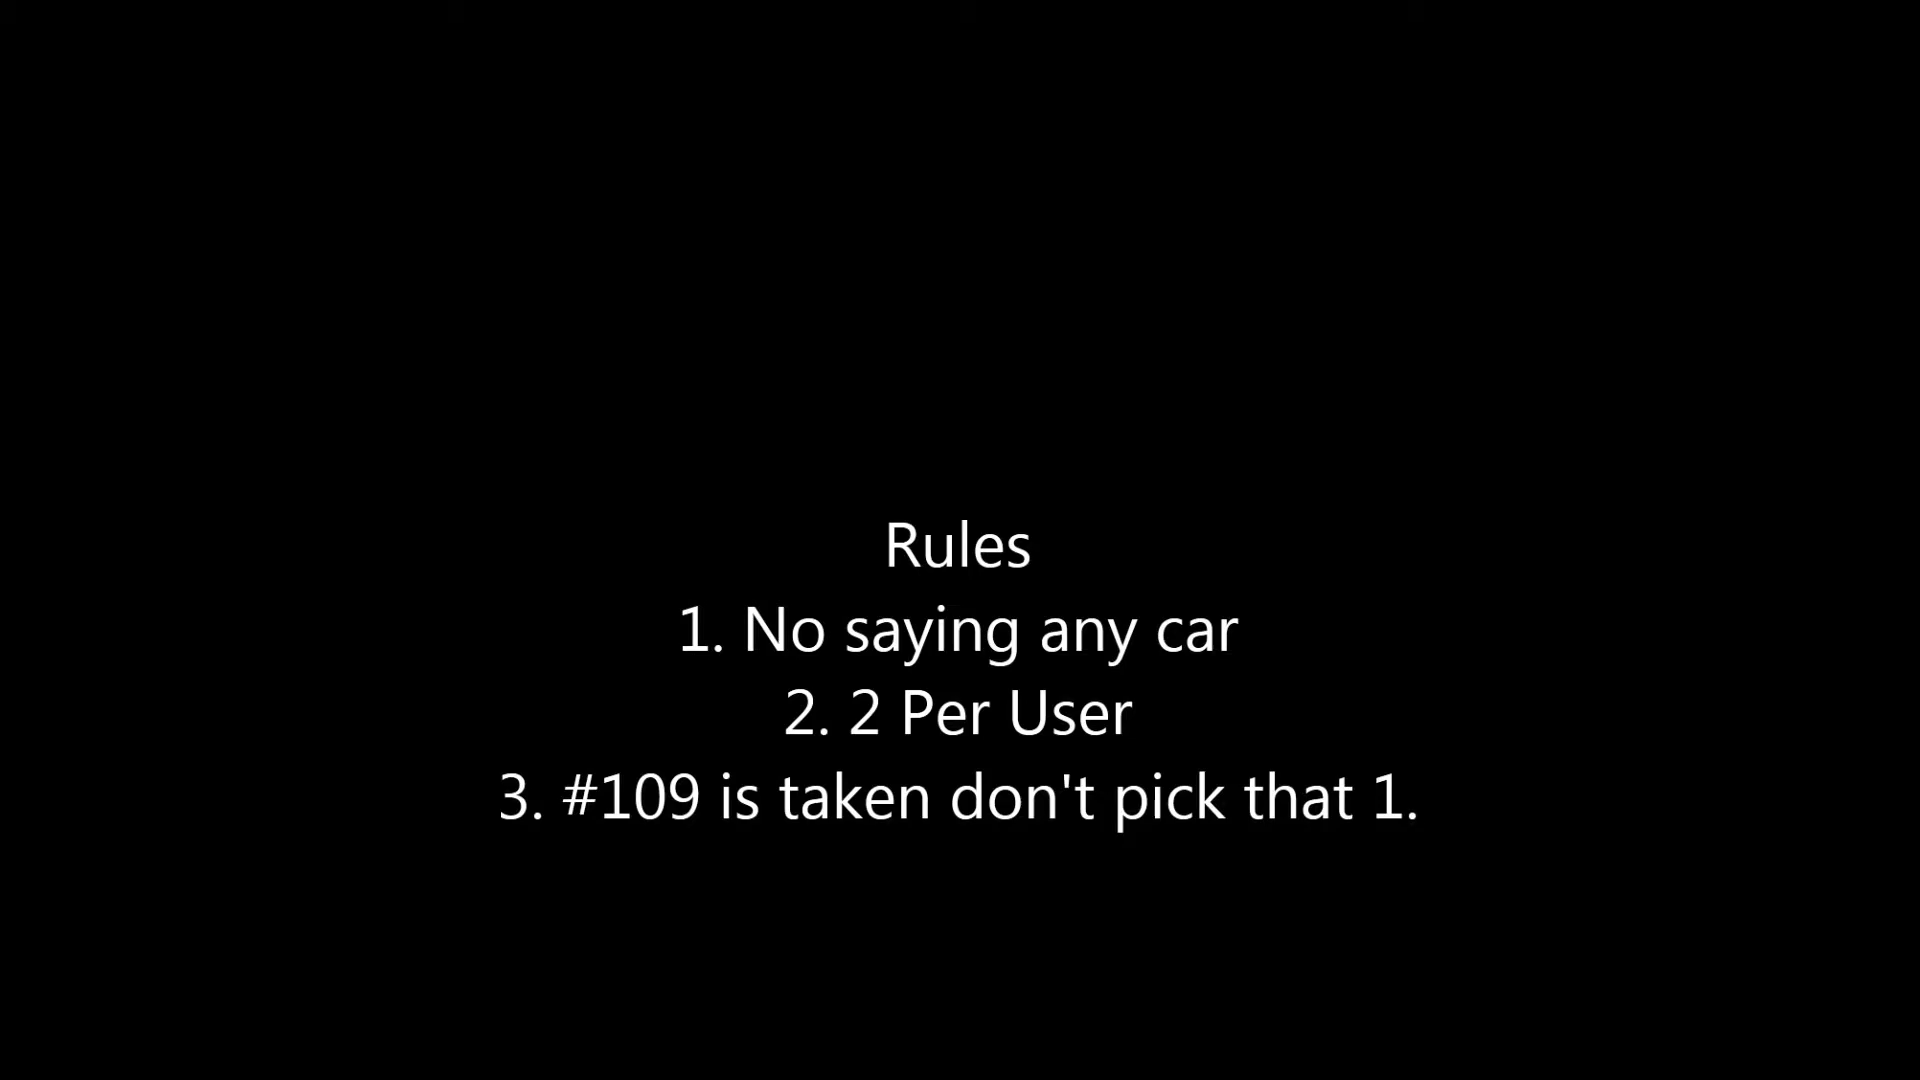 Rules
1. No saying any car
2. 2 Per User
3. #109 is taken don't pick that 1.